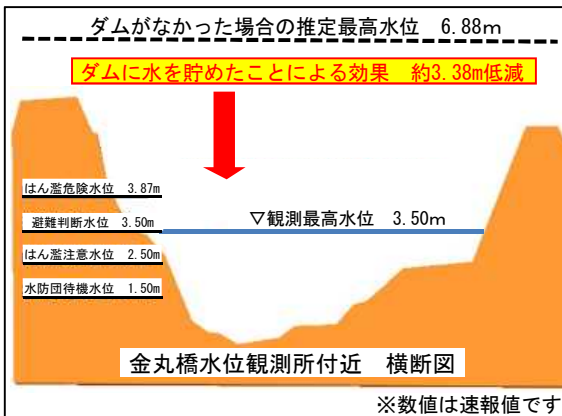 ダムがなかった場合の推定最高水位 6.88m
ダムに水を貯めたことによる効果 約3.38m低減
はん濫危険水位 3.87m
避難判断水位 3.50m
▽観測最高水位 3.50m
はん濫注意水位 2.50m
水防団待機水位 1.50m
金丸橋水位観測所付近 横断図
※数値は速報値です